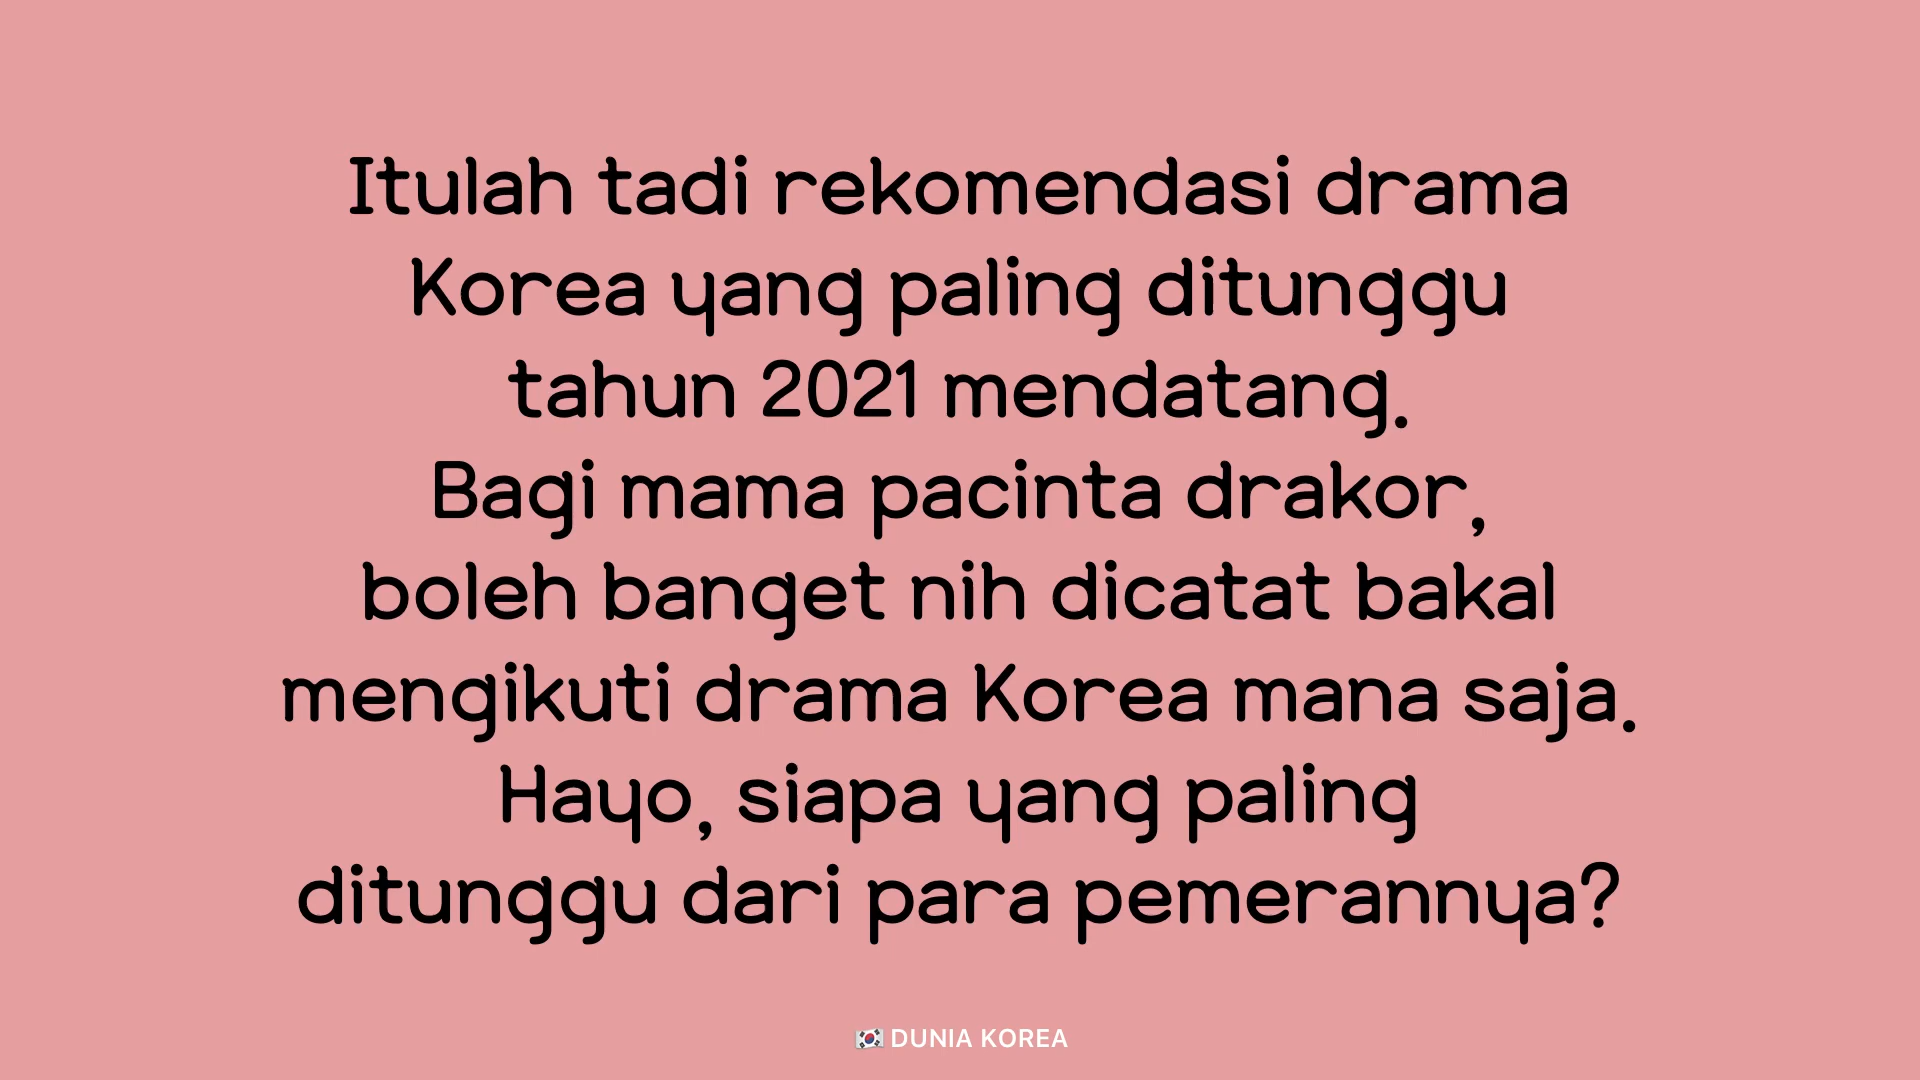 Itulah tadi rekomendasi drama
Korea yang paling ditunggu
tahun 2021 mendatang.
Bagi mama pacinta drakor,
boleh banget nih dicatat bakal
mengikuti drama Korea mana saja.
Hayo, siapa yang paling
ditunggu dari para pemerannya?
🇰🇷 DUNIA KOREA